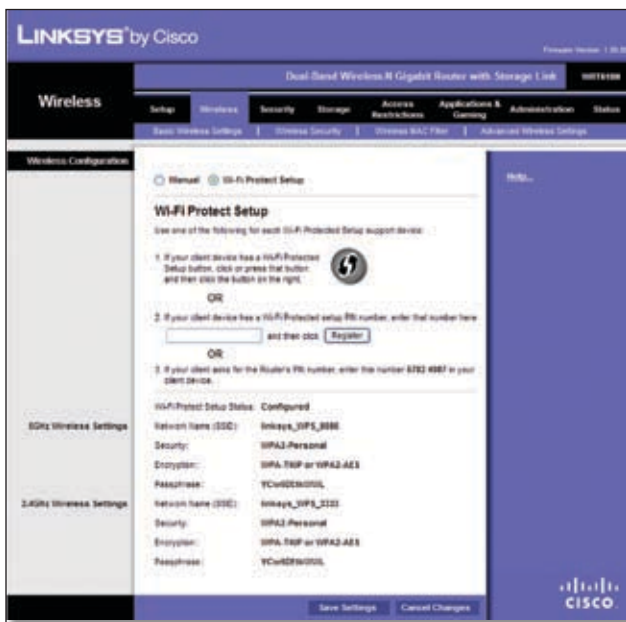 LINKSYS® by Cisco
Firmware Version:
Dual-Band Wireless-N Gigabit Router with Storage Link
Wireless
Setup Wireless Security Storage Access Restrictions Applications & Gaming Administration Status
Basic Wireless Settings | Wireless Security | Wireless MAC Filter | Advanced Wireless Settings
Wireless Configuration
Manual Wi-Fi Protect Setup
Help...
Wi-Fi Protect Setup
Use one of the following for each Wi-Fi Protected Setup support device:
1. If your client device has a Wi-Fi Protected
Setup button, click or press that button
and then click the button on the right.
OR
2. If your client device has a Wi-Fi Protected setup PIN number, enter that number here
and then click Register
OR
3. If your client asks for the Router's PIN number, enter this number in your
client device.
Wi-Fi Protect Setup Status: Configured
5GHz Wireless Settings
Network Name (SSID):
Security: WPA2-Personal
Encryption: WPA-TKIP or WPA2-AES
Passphrase:
2.4GHz Wireless Settings
Network Name (SSID):
Security: WPA2-Personal
Encryption: WPA-TKIP or WPA2-AES
Passphrase:
Save Settings Cancel Changes
CISCO